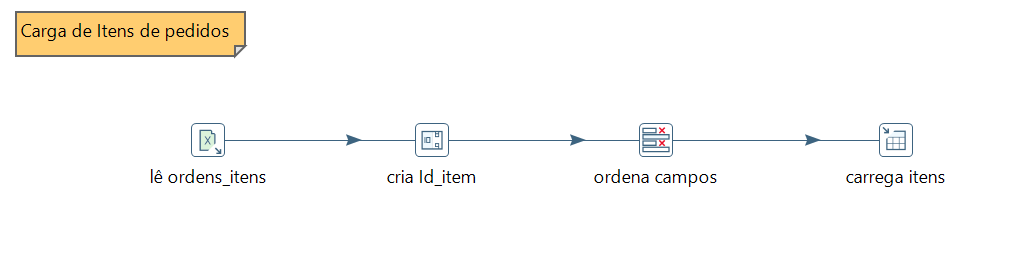 Carga de Itens de pedidos
lê ordens_itens
cria Id_item
ordena campos
carrega itens